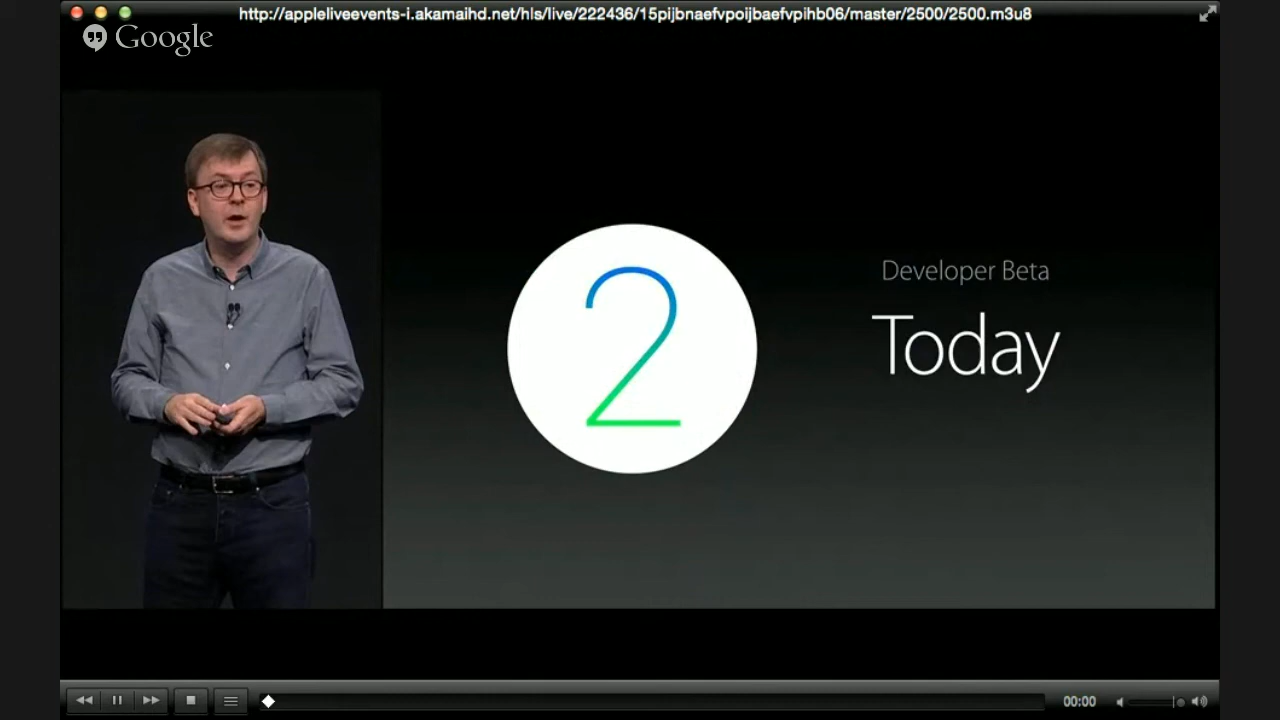 http://appleliveevents-i.akamaihd.net/hls/live/222436/15pijbnaefvpoijbaefvpihb06/master/2500/2500.m3u8
Google
2
Developer Beta
Today
00:00